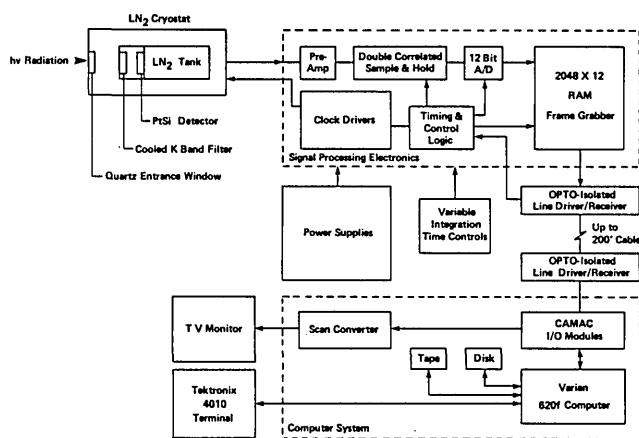 LN2 Cryostat
hν Radiation
LN2 Tank
PtSi Detector
Cooled K Band Filter
Quartz Entrance Window
Pre-
Amp
Double Correlated
Sample & Hold
12 Bit
A/D
2048 X 12
RAM
Frame Grabber
Clock Drivers
Timing &
Control
Logic
Signal Processing Electronics
Power Supplies
Variable
Integration
Time Controls
OPTO-Isolated
Line Driver/Receiver
Up to
200' Cable
OPTO-Isolated
Line Driver/Receiver
T V Monitor
Scan Converter
CAMAC
I/O Modules
Tape
Disk
Tektronix
4010
Terminal
Varian
620f Computer
Computer System